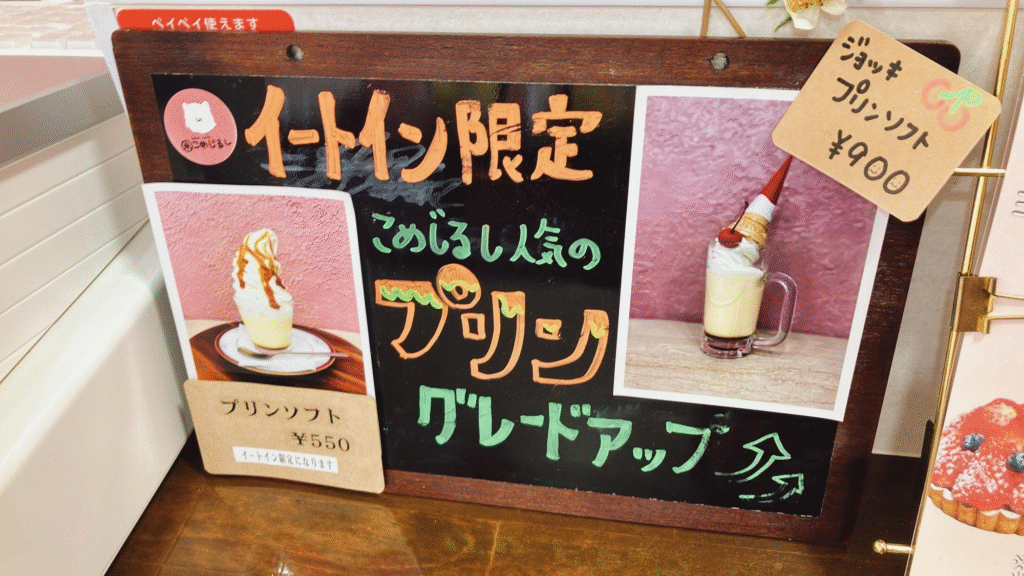 ペイペイ使えます
こめじるし
イートイン限定
こめじるし人気の
プリン
グレードアップ
ジョッキ
プリンソフト
¥900
プリンソフト
¥550
イートイン限定になります